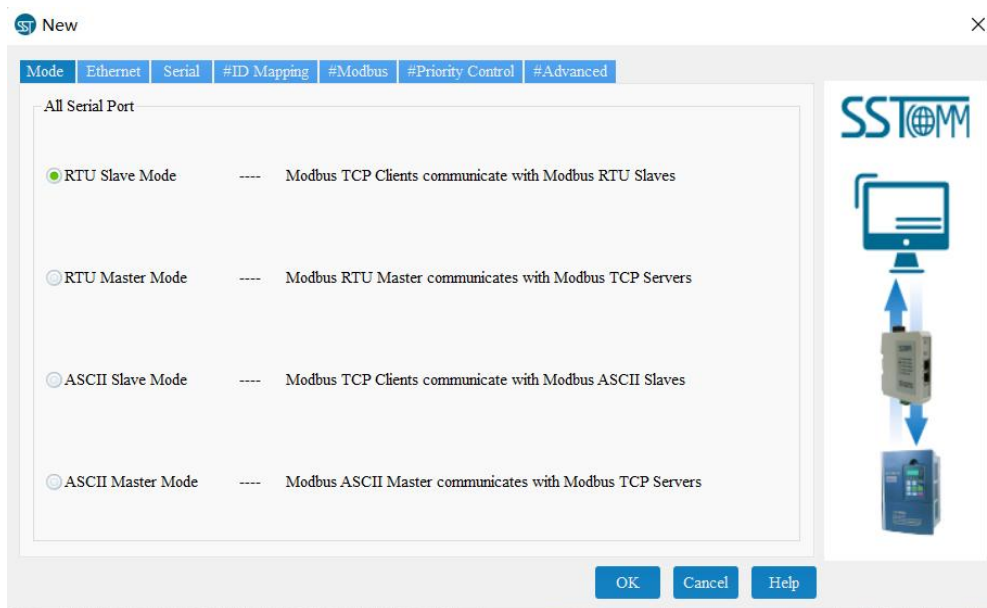 SST New
Mode Ethernet Serial #ID Mapping #Modbus #Priority Control #Advanced
All Serial Port
SSTCOMM
RTU Slave Mode ---- Modbus TCP Clients communicate with Modbus RTU Slaves
RTU Master Mode ---- Modbus RTU Master communicates with Modbus TCP Servers
ASCII Slave Mode ---- Modbus TCP Clients communicate with Modbus ASCII Slaves
ASCII Master Mode ---- Modbus ASCII Master communicates with Modbus TCP Servers
OK Cancel Help